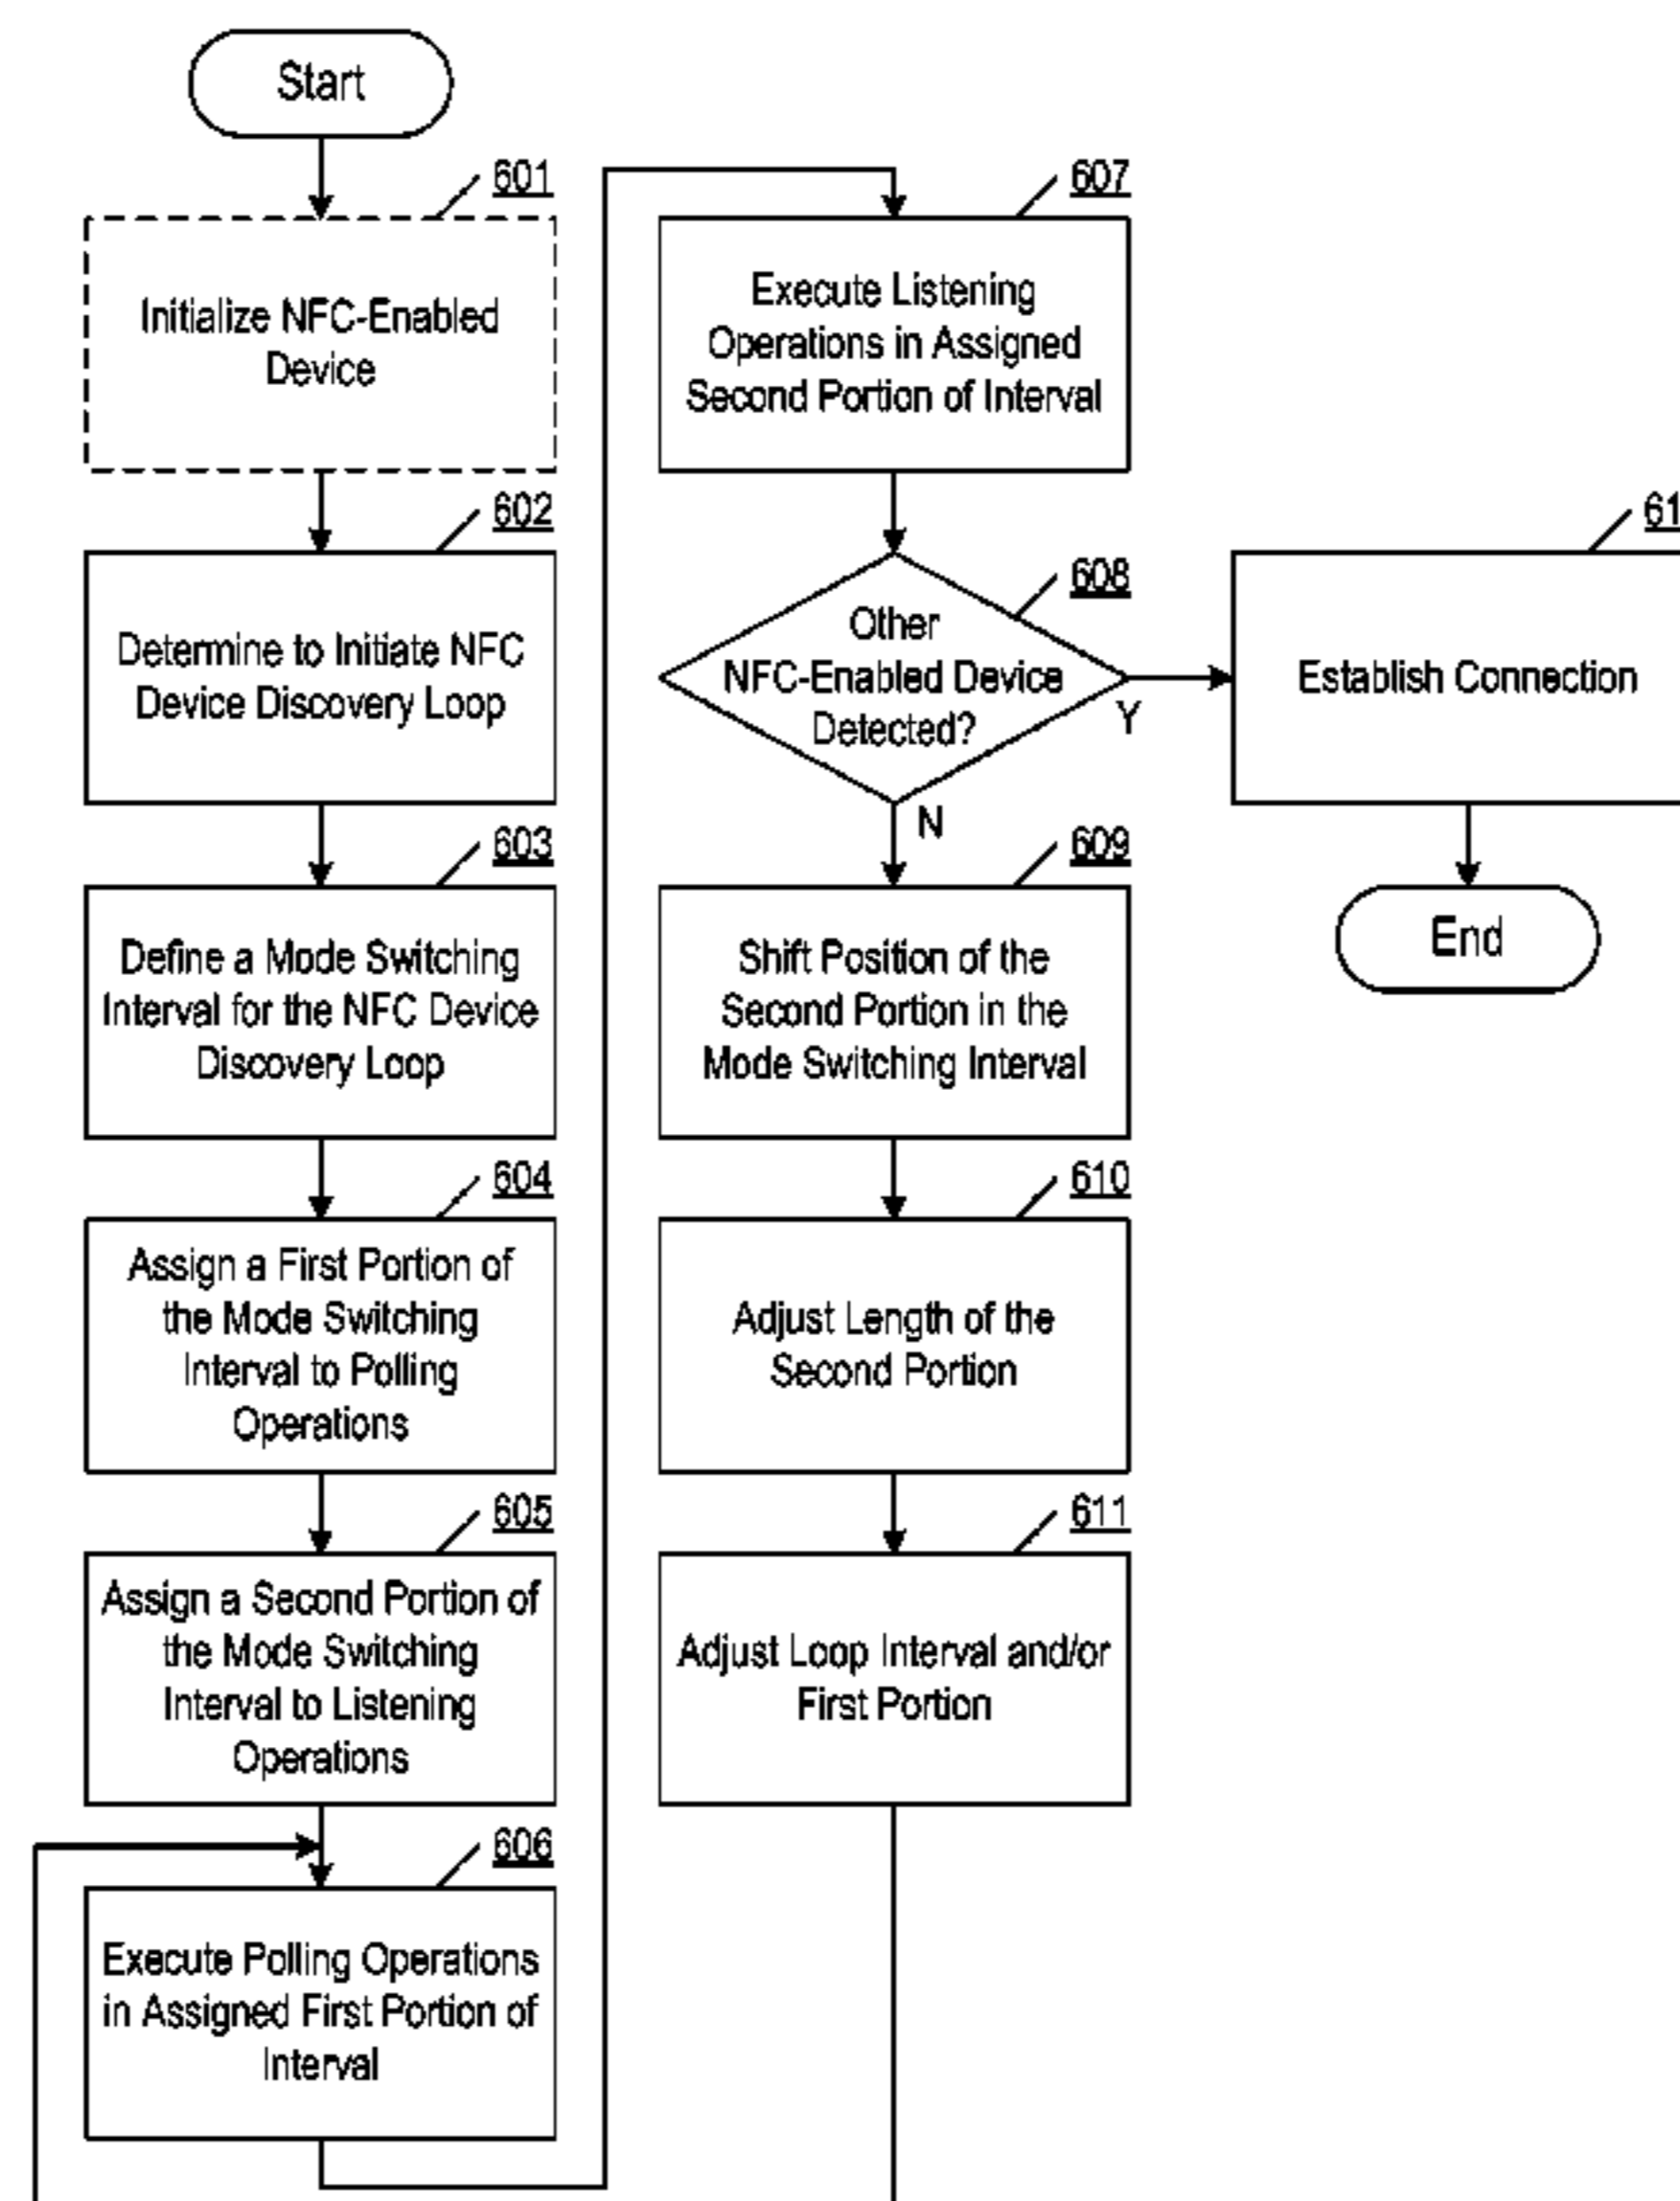 Start
601
Initialize NFC-Enabled
Device
602
Determine to Initiate NFC
Device Discovery Loop
603
Define a Mode Switching
Interval for the NFC Device
Discovery Loop
604
Assign a First Portion of
the Mode Switching
Interval to Polling
Operations
605
Assign a Second Portion of
the Mode Switching
Interval to Listening
Operations
606
Execute Polling Operations
in Assigned First Portion of
Interval
607
Execute Listening
Operations in Assigned
Second Portion of Interval
608
Other
NFC-Enabled Device
Detected?
Y
N
609
Shift Position of the
Second Portion in the
Mode Switching Interval
610
Adjust Length of the
Second Portion
611
Adjust Loop Interval and/or
First Portion
Establish Connection
End